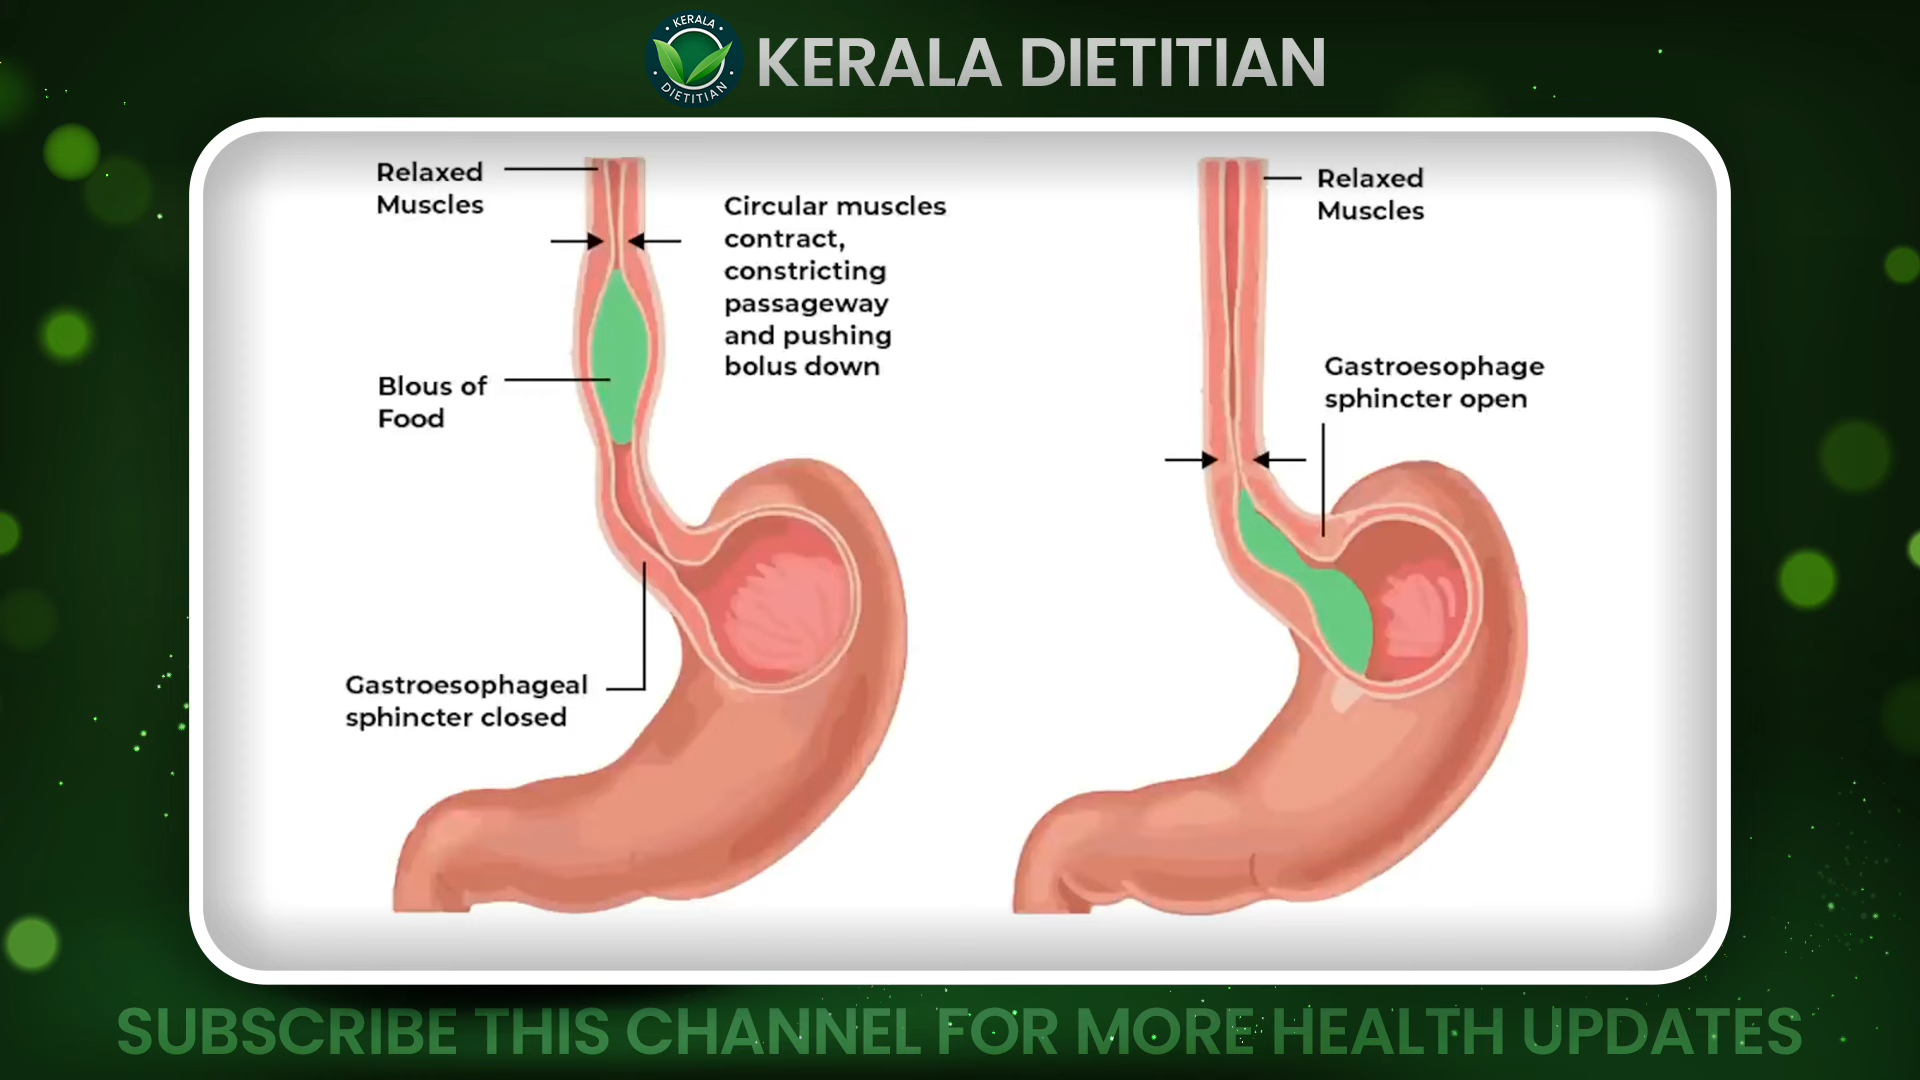 KERALA
DIETITIAN
KERALA DIETITIAN
Relaxed
Muscles
Circular muscles
contract,
constricting
passageway
and pushing
bolus down
Blous of
Food
Gastroesophageal
sphincter closed
Relaxed
Muscles
Gastroesophage
sphincter open
SUBSCRIBE THIS CHANNEL FOR MORE HEALTH UPDATES